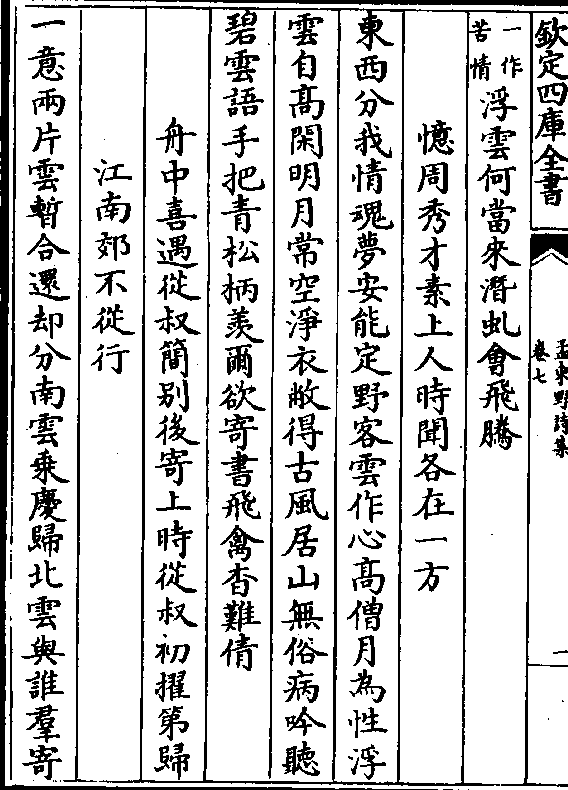 欽定四庫全書
孟東野詩集
卷七
一
一作
苦情
浮雲何當來潛虬會飛騰
憶周秀才素上人時聞各在一方
東西分我情魂夢安能定野客雲作心高僧月為性浮
雲自高閑明月常空淨衣敝得古風居山無俗病吟聽
碧雲語手把青松柄羨爾欲寄書飛禽杳難倩
舟中喜遇從叔簡别後寄上時從叔初擢第歸
江南郊不從行
一意兩片雲暫合還却分南雲乗慶歸北雲與誰羣寄